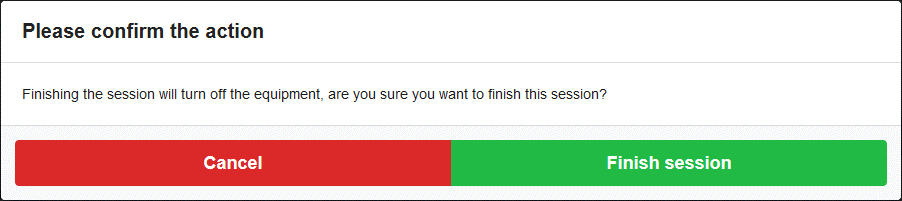 Please confirm the action
Finishing the session will turn off the equipment, are you sure you want to finish this session?
Cancel
Finish session